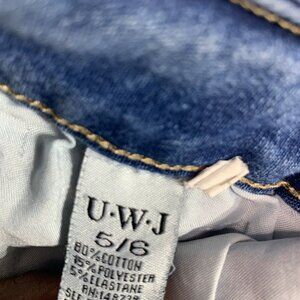 U·W·J
5/6
80% COTTON
15% POLYESTER
5% ELASTANE